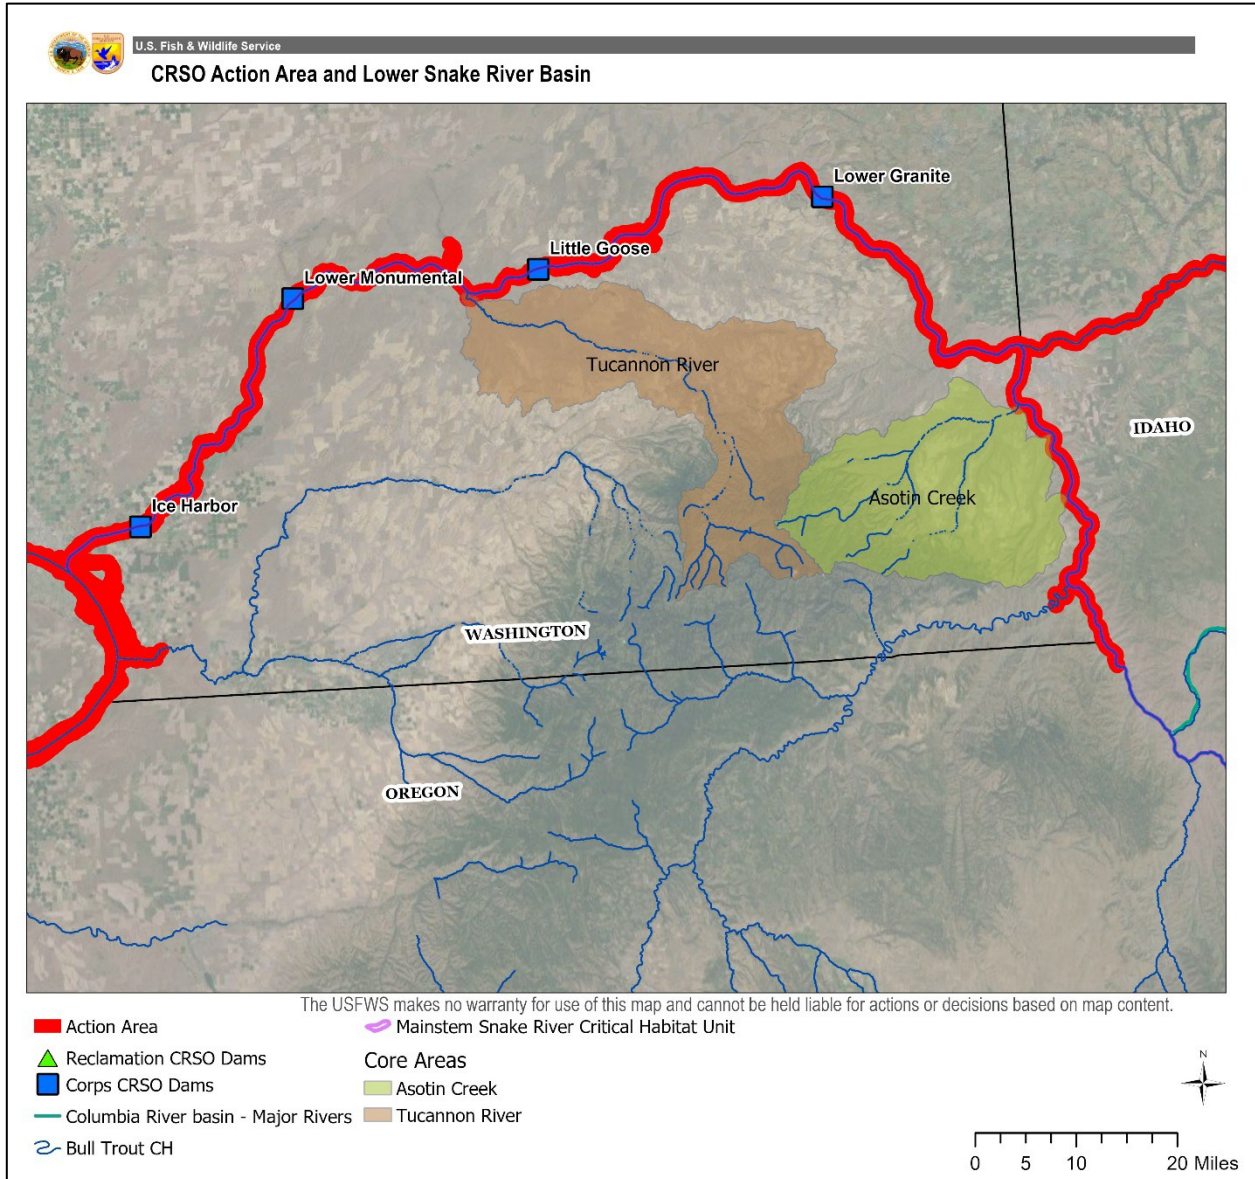 U.S. Fish & Wildlife Service
CRSO Action Area and Lower Snake River Basin
Lower Granite
Little Goose
Lower Monumental
Tucannon River
IDAHO
Asotin Creek
Ice Harbor
WASHINGTON
OREGON
The USFWS makes no warranty for use of this map and cannot be held liable for actions or decisions based on map content.
Action Area
Reclamation CRSO Dams
Corps CRSO Dams
Columbia River basin - Major Rivers
Bull Trout CH
Mainstem Snake River Critical Habitat Unit
Core Areas
Asotin Creek
Tucannon River
N
0 5 10 20 Miles